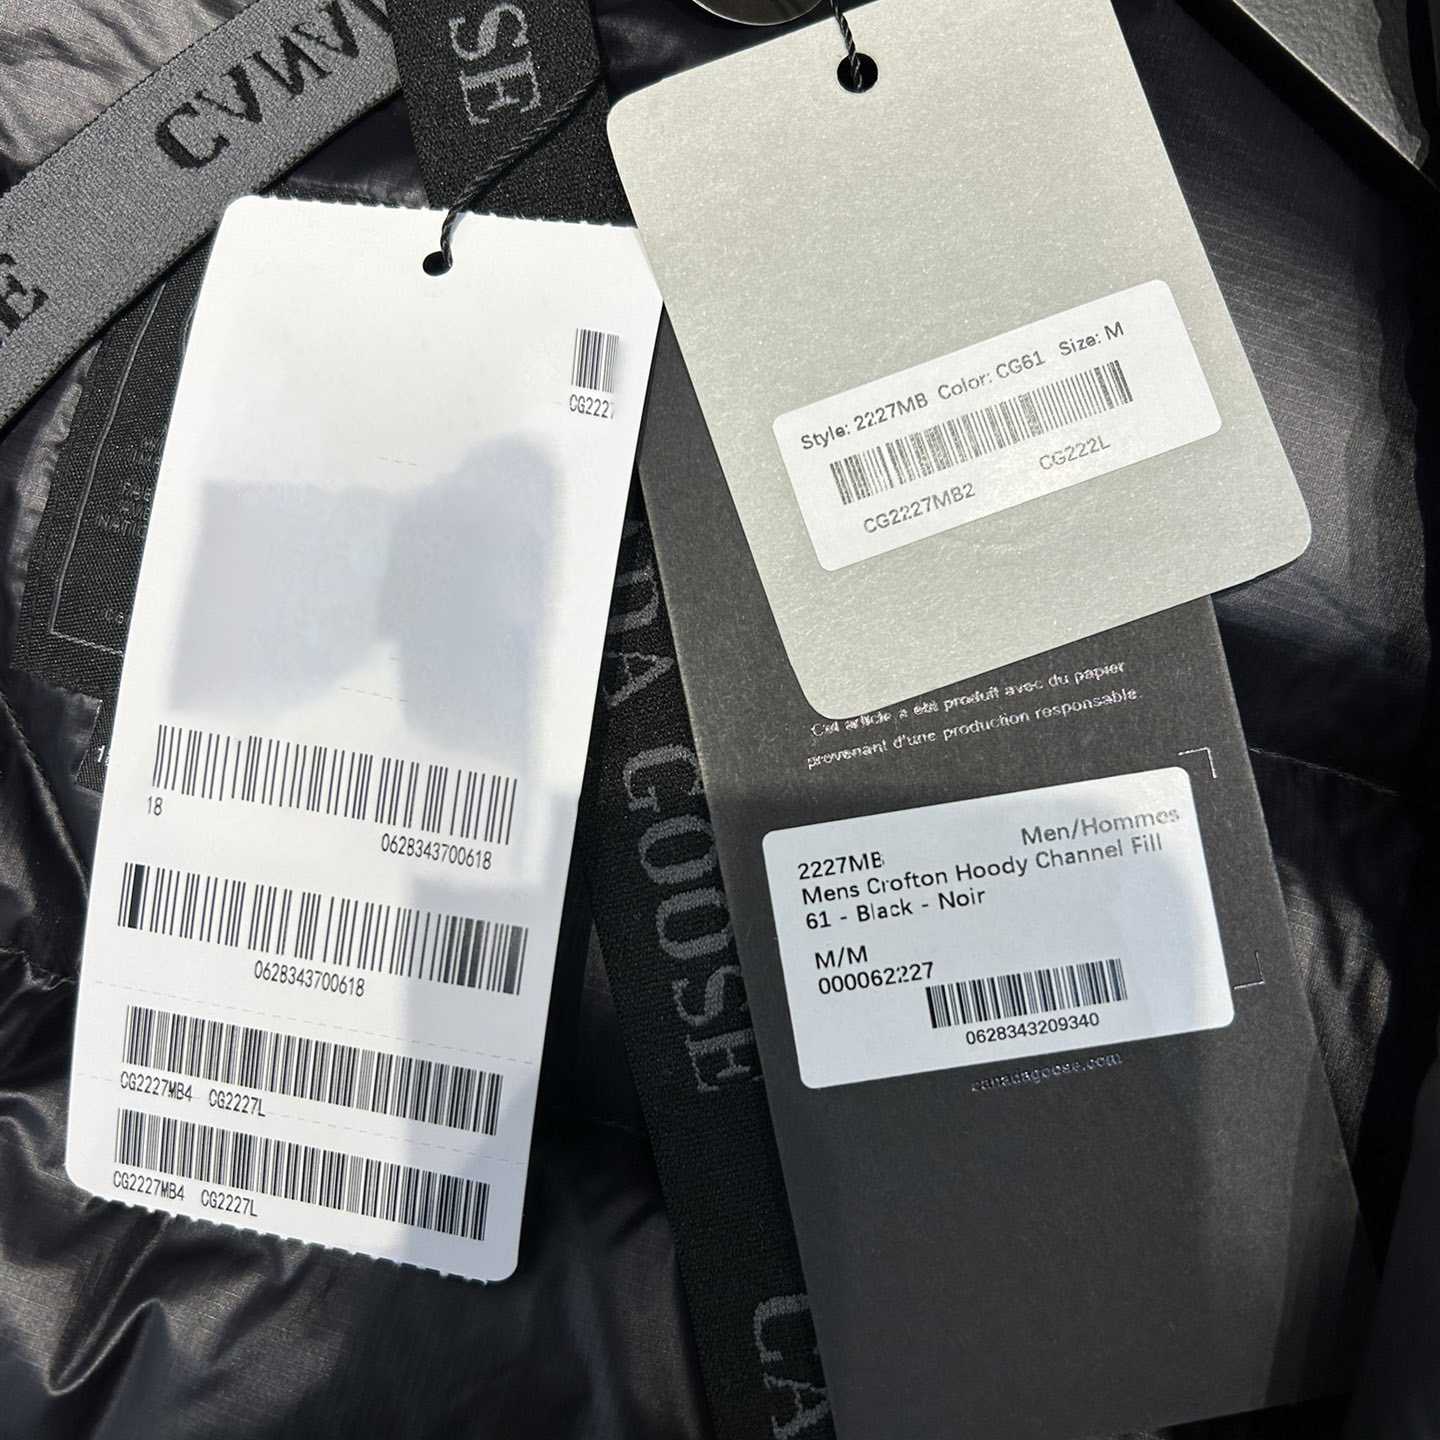 CANA
SE
E
CG2227
18
0628343700618
0628343700618
CG2227MB4 CG2227L
CG2227MB4 CG2227L
Style: 2227MB Color: CG61 Size: M
CG2227MB2 CG222L
DA GOOSE
CA
Cet article a été produit avec du papier
provenant d'une production responsable
2227MB Men/Hommes
Mens Crofton Hoody Channel Fill
61 - Black - Noir
M/M
000062227
0628343209340
canadagoose.com